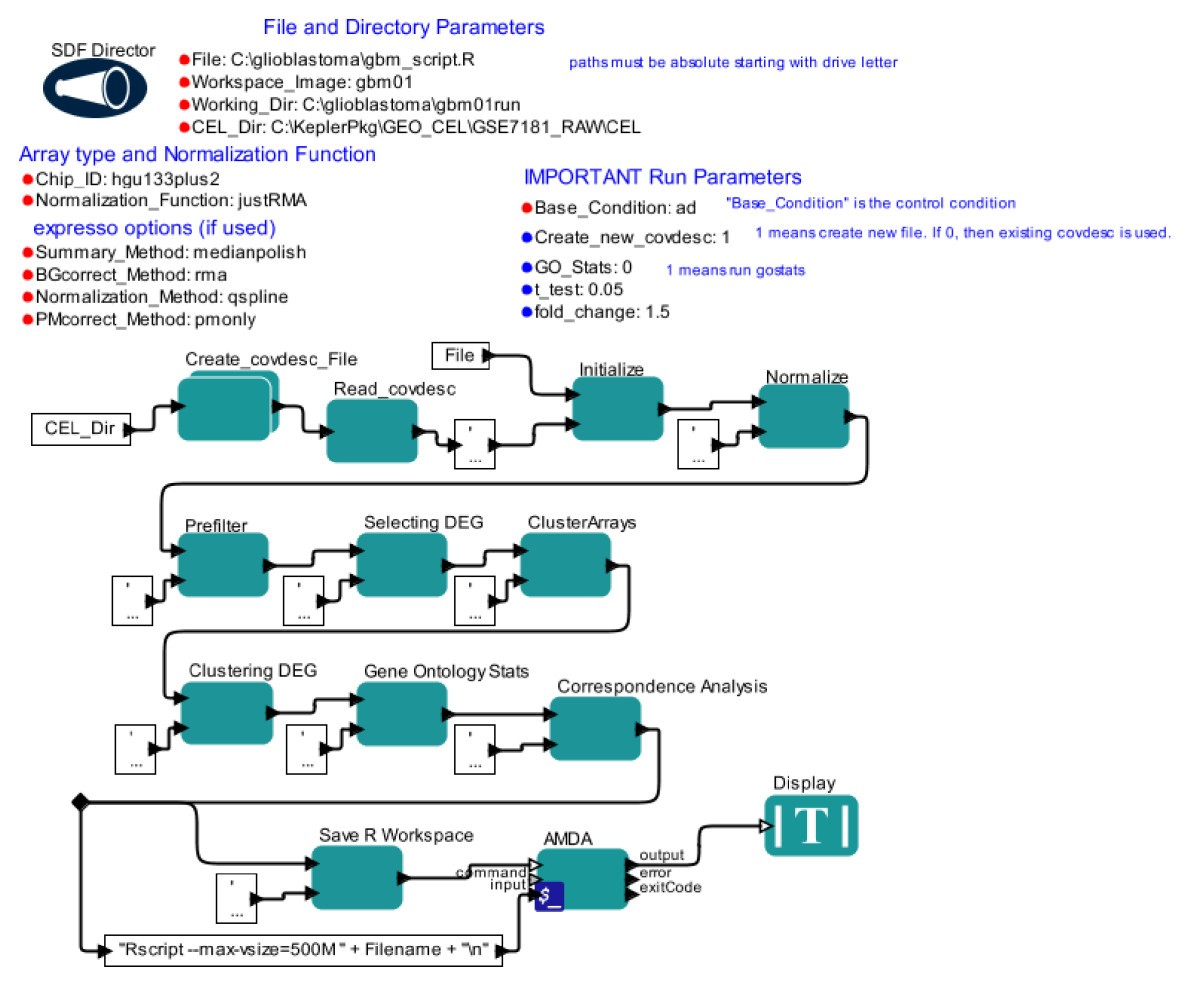 File and Directory Parameters
SDF Director
File: C:\glioblastoma\gbm_script.R
paths must be absolute starting with drive letter
Workspace_Image: gbm01
Working_Dir: C:\glioblastoma\gbm01run
CEL_Dir: C:\KeplerPkg\GEO_CEL\GSE7181_RAW\CEL
Array type and Normalization Function
Chip_ID: hgu133plus2
Normalization_Function: justRMA
expresso options (if used)
Summary_Method: medianpolish
BGcorrect_Method: rma
Normalization_Method: qspline
PMcorrect_Method: pmonly
IMPORTANT Run Parameters
Base_Condition: ad
"Base_Condition" is the control condition
Create_new_covdesc: 1
1 means create new file. If 0, then existing covdesc is used.
GO_Stats: 0
1 means run gostats
t_test: 0.05
fold_change: 1.5
Create_covdesc_File
File
Initialize
Normalize
Read_covdesc
CEL_Dir
'
...
'
...
Prefilter
Selecting DEG
ClusterArrays
'
...
'
...
'
...
Clustering DEG
Gene Ontology Stats
Correspondence Analysis
'
...
'
...
'
...
Display
T
Save R Workspace
AMDA
command
input
output
error
exitCode
$_
'
...
"Rscript --max-vsize=500M " + Filename + "\n"